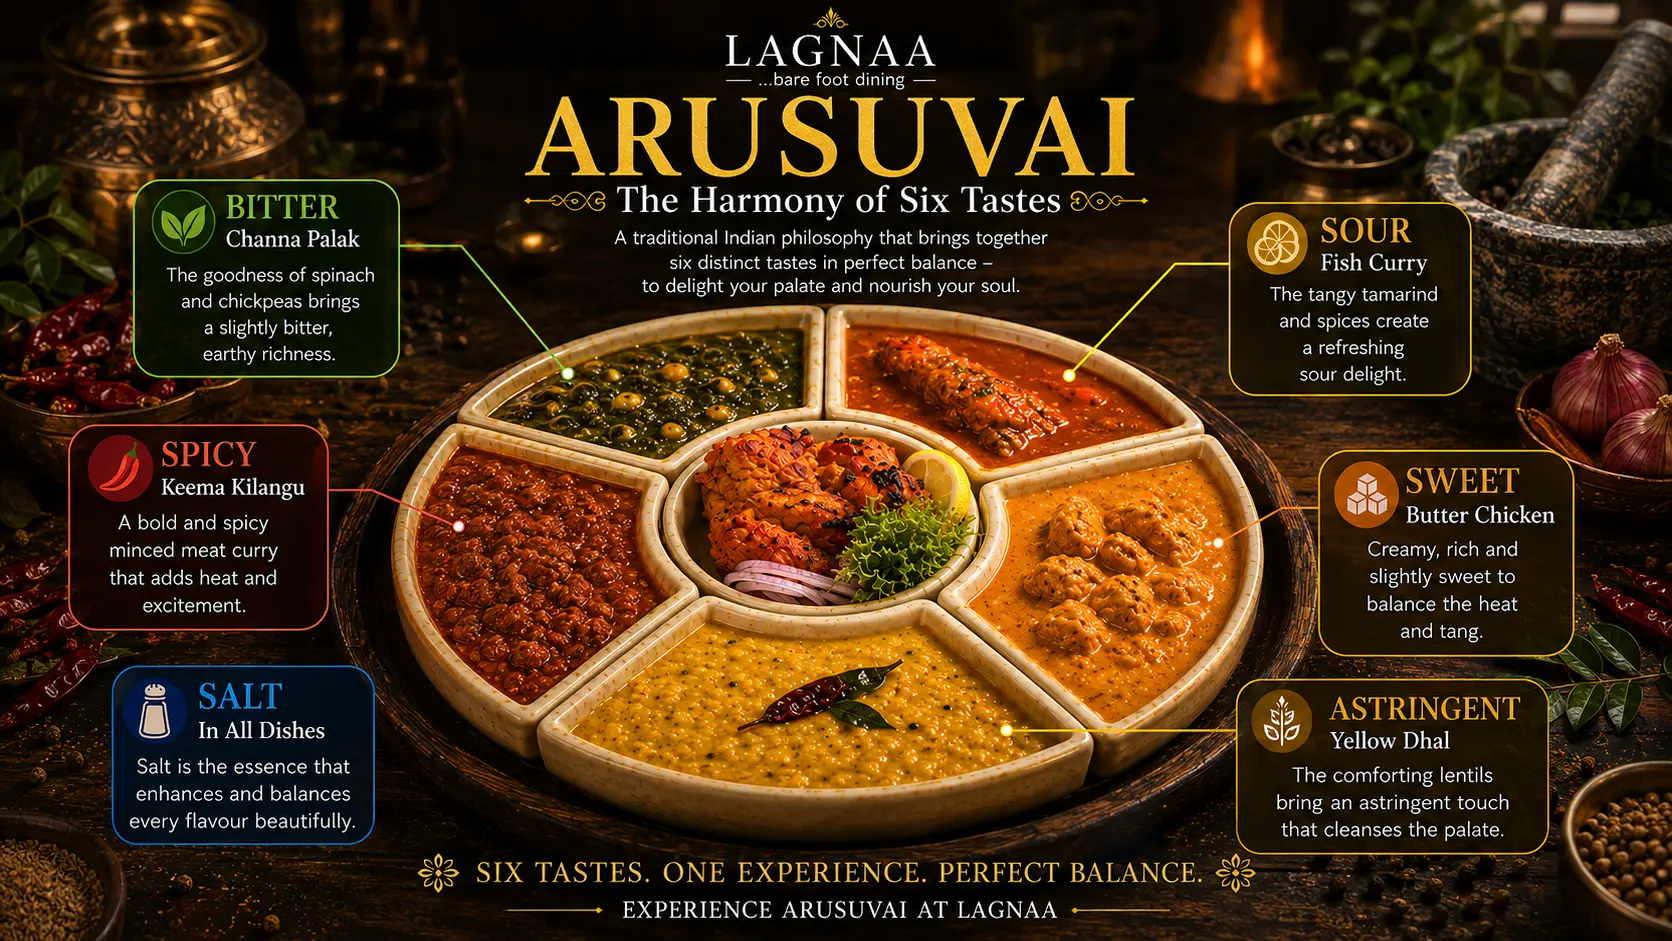 LAGNAA
...bare foot dining
ARUSUVAI
The Harmony of Six Tastes
A traditional Indian philosophy that brings together
six distinct tastes in perfect balance –
to delight your palate and nourish your soul.
BITTER
Channa Palak
The goodness of spinach
and chickpeas brings
a slightly bitter,
earthy richness.
SOUR
Fish Curry
The tangy tamarind
and spices create
a refreshing
sour delight.
SPICY
Keema Kilangu
A bold and spicy
minced meat curry
that adds heat and
excitement.
SWEET
Butter Chicken
Creamy, rich and
slightly sweet to
balance the heat
and tang.
SALT
In All Dishes
Salt is the essence that
enhances and balances
every flavour beautifully.
ASTRINGENT
Yellow Dhal
The comforting lentils
bring an astringent touch
that cleanses the palate.
SIX TASTES. ONE EXPERIENCE. PERFECT BALANCE.
EXPERIENCE ARUSUVAI AT LAGNAA